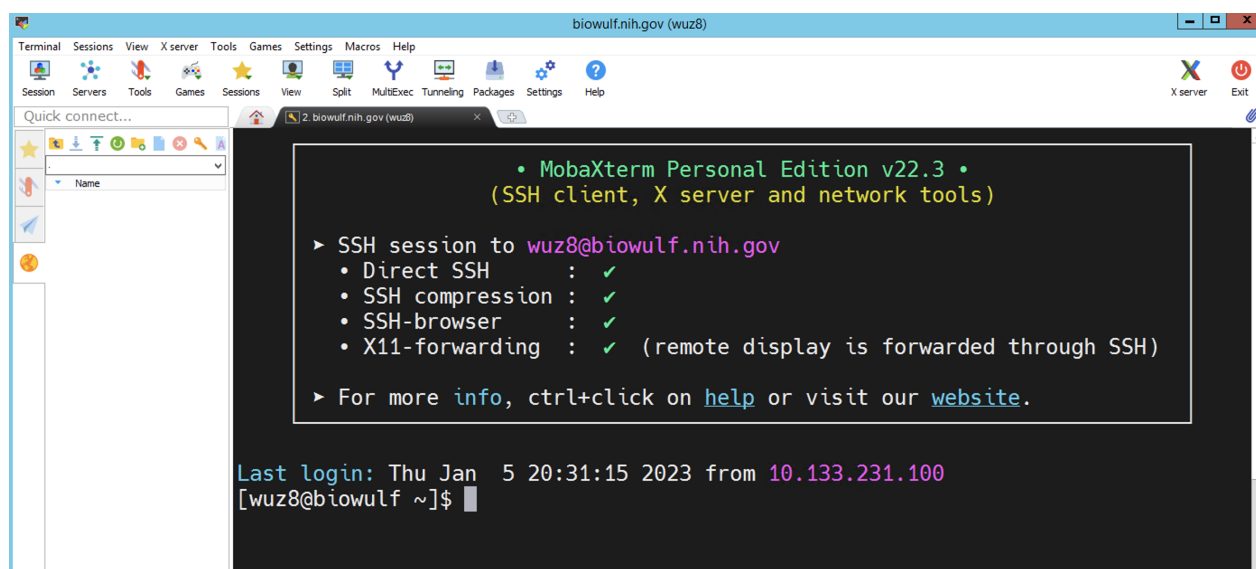 biowulf.nih.gov (wuz8)
Terminal Sessions View X server Tools Games Settings Macros Help
Session Servers Tools Games Sessions View Split MultiExec Tunneling Packages Settings Help X server Exit
Quick connect...
2. biowulf.nih.gov (wuz8)
Name
• MobaXterm Personal Edition v22.3 •
(SSH client, X server and network tools)
➤ SSH session to wuz8@biowulf.nih.gov
• Direct SSH : ✔
• SSH compression : ✔
• SSH-browser : ✔
• X11-forwarding : ✔ (remote display is forwarded through SSH)
➤ For more info, ctrl+click on help or visit our website.
Last login: Thu Jan 5 20:31:15 2023 from 10.133.231.100
[wuz8@biowulf ~]$